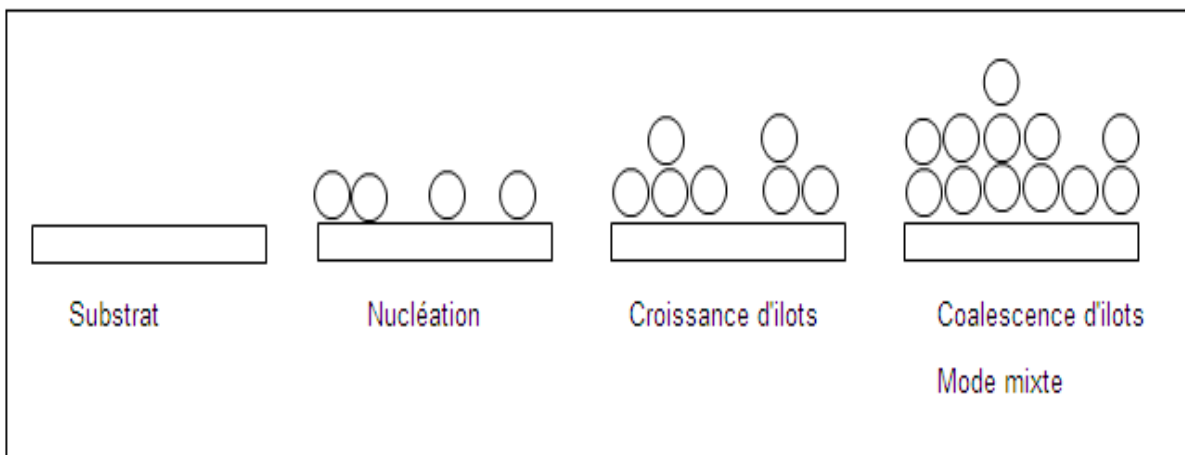 Substrat
Nucléation
Croissance d'ilots
Coalescence d'ilots
Mode mixte